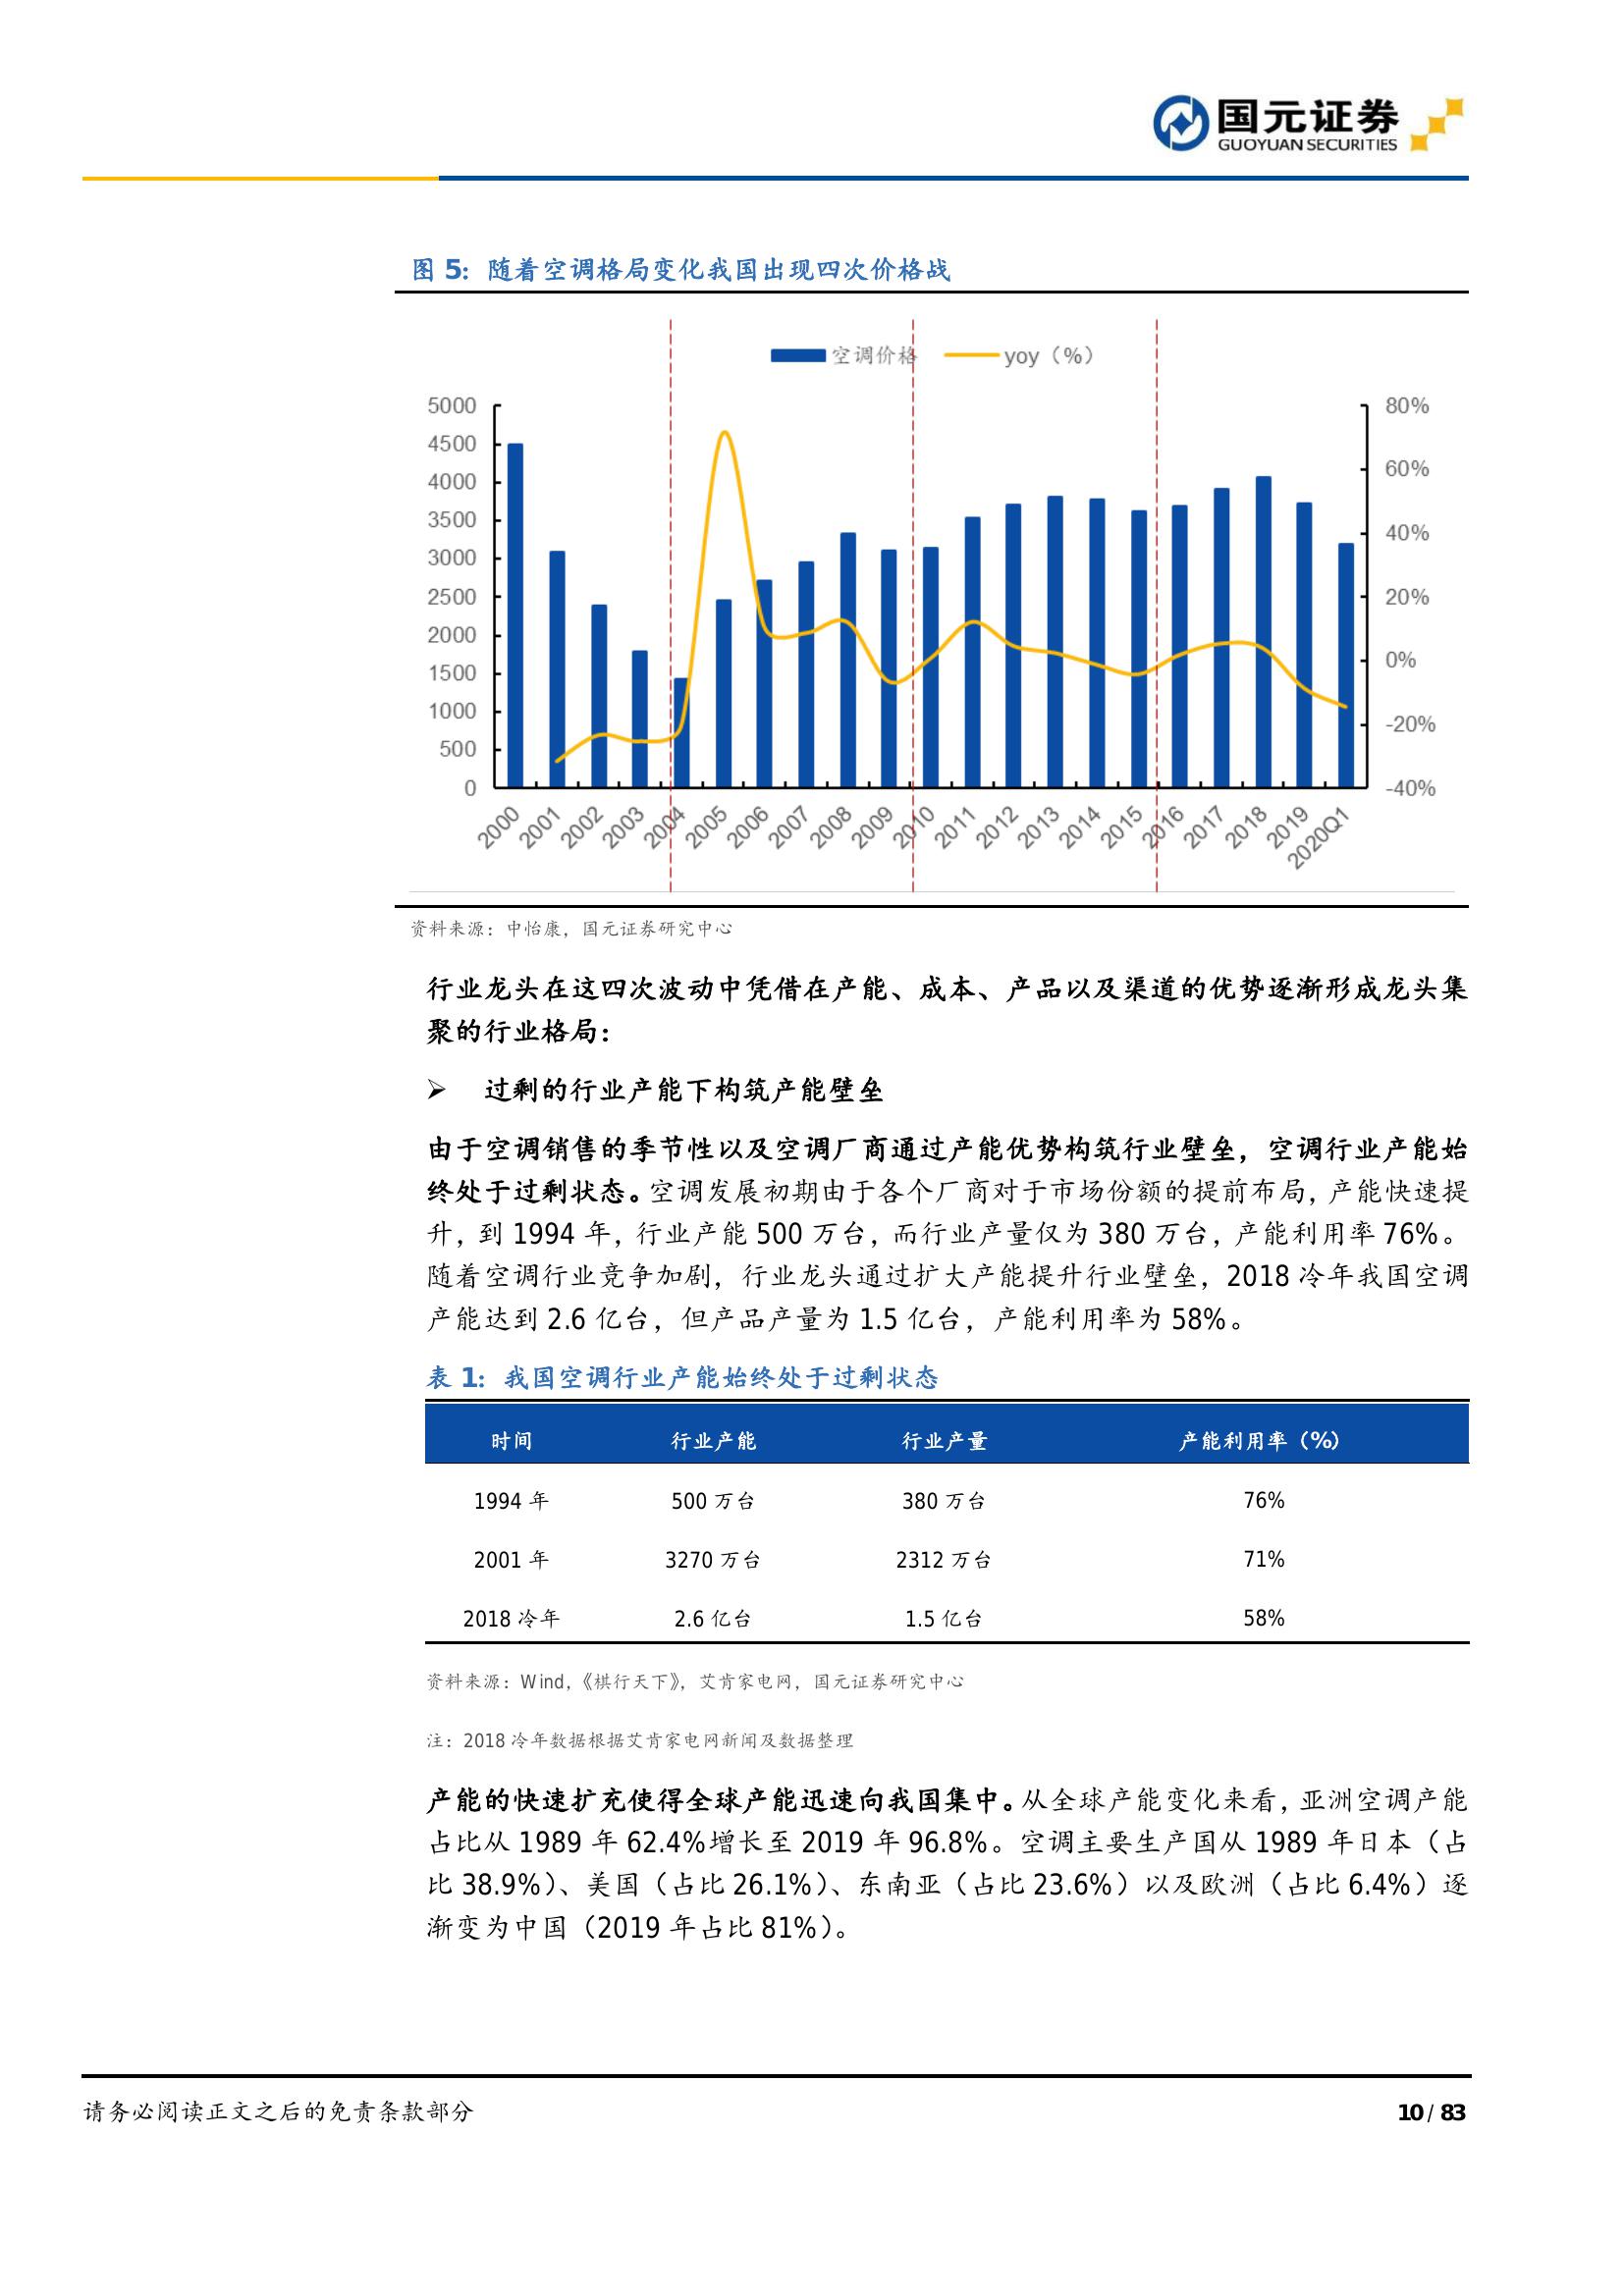 国元证券
GUOYUAN SECURITIES
图 5：随着空调格局变化我国出现四次价格战
空调价格 yoy（%）
5000
4500
4000
3500
3000
2500
2000
1500
1000
500
0
80%
60%
40%
20%
0%
-20%
-40%
2000 2001 2002 2003 2004 2005 2006 2007 2008 2009 2010 2011 2012 2013 2014 2015 2016 2017 2018 2019 2020Q1
资料来源：中怡康，国元证券研究中心
行业龙头在这四次波动中凭借在产能、成本、产品以及渠道的优势逐渐形成龙头集
聚的行业格局：
➢ 过剩的行业产能下构筑产能壁垒
由于空调销售的季节性以及空调厂商通过产能优势构筑行业壁垒，空调行业产能始
终处于过剩状态。空调发展初期由于各个厂商对于市场份额的提前布局，产能快速提
升，到 1994 年，行业产能 500 万台，而行业产量仅为 380 万台，产能利用率 76%。
随着空调行业竞争加剧，行业龙头通过扩大产能提升行业壁垒，2018 冷年我国空调
产能达到 2.6 亿台，但产品产量为 1.5 亿台，产能利用率为 58%。
表 1：我国空调行业产能始终处于过剩状态
时间 行业产能 行业产量 产能利用率（%）
1994 年 500 万台 380 万台 76%
2001 年 3270 万台 2312 万台 71%
2018 冷年 2.6 亿台 1.5 亿台 58%
资料来源：Wind，《棋行天下》，艾肯家电网，国元证券研究中心
注：2018 冷年数据根据艾肯家电网新闻及数据整理
产能的快速扩充使得全球产能迅速向我国集中。从全球产能变化来看，亚洲空调产能
占比从 1989 年 62.4%增长至 2019 年 96.8%。空调主要生产国从 1989 年日本（占
比 38.9%）、美国（占比 26.1%）、东南亚（占比 23.6%）以及欧洲（占比 6.4%）逐
渐变为中国（2019 年占比 81%）。
请务必阅读正文之后的免责条款部分 10 / 83